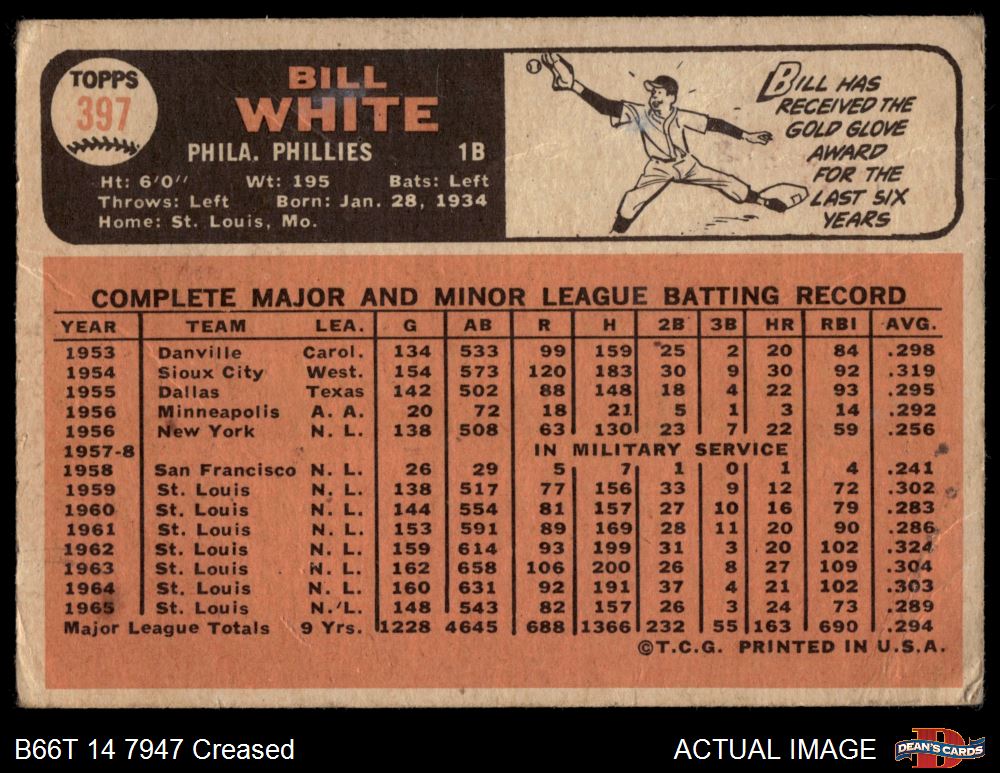 TOPPS
397
BILL
WHITE
PHILA. PHILLIES 1B
Ht: 6'0" Wt: 195 Bats: Left
Throws: Left Born: Jan. 28, 1934
Home: St. Louis, Mo.
BILL HAS
RECEIVED THE
GOLD GLOVE
AWARD
FOR THE
LAST SIX
YEARS
COMPLETE MAJOR AND MINOR LEAGUE BATTING RECORD
YEAR TEAM LEA. G AB R H 2B 3B HR RBI AVG.
1953 Danville Carol. 134 533 99 159 25 2 20 84 .298
1954 Sioux City West. 154 573 120 183 30 9 30 92 .319
1955 Dallas Texas 142 502 88 148 18 4 22 93 .295
1956 Minneapolis A. A. 20 72 18 21 5 1 3 14 .292
1956 New York N. L. 138 508 63 130 23 7 22 59 .256
1957-8 IN MILITARY SERVICE
1958 San Francisco N. L. 26 29 5 7 1 0 1 4 .241
1959 St. Louis N. L. 138 517 77 156 33 9 12 72 .302
1960 St. Louis N. L. 144 554 81 157 27 10 16 79 .283
1961 St. Louis N. L. 153 591 89 169 28 11 20 90 .286
1962 St. Louis N. L. 159 614 93 199 31 3 20 102 .324
1963 St. Louis N. L. 162 658 106 200 26 8 27 109 .304
1964 St. Louis N. L. 160 631 92 191 37 4 21 102 .303
1965 St. Louis N. L. 148 543 82 157 26 3 24 73 .289
Major League Totals 9 Yrs. 1228 4645 688 1366 232 55 163 690 .294
©T.C.G. PRINTED IN U.S.A.
B66T 14 7947 Creased
ACTUAL IMAGE
DEAN'S CARDS